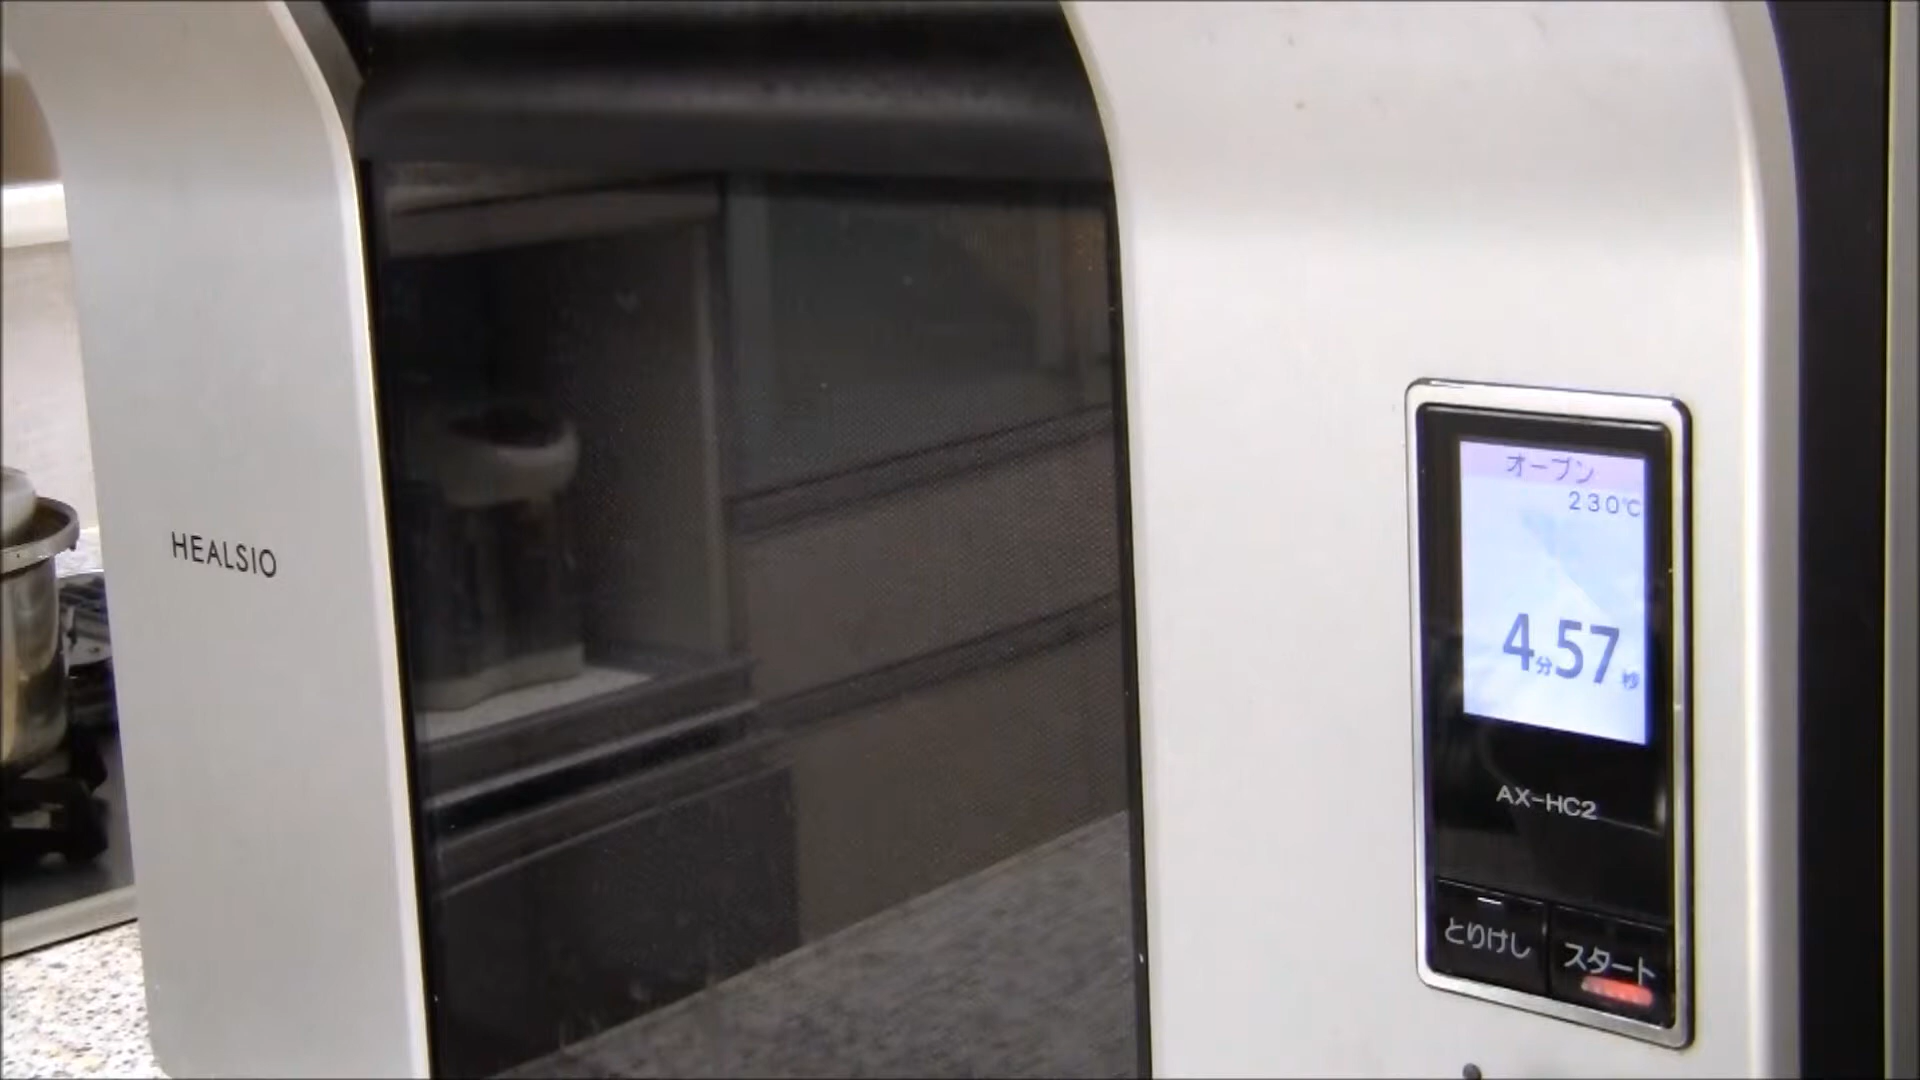 HEALSIO
オーブン
230℃
4分57秒
AX-HC2
とりけし
スタート